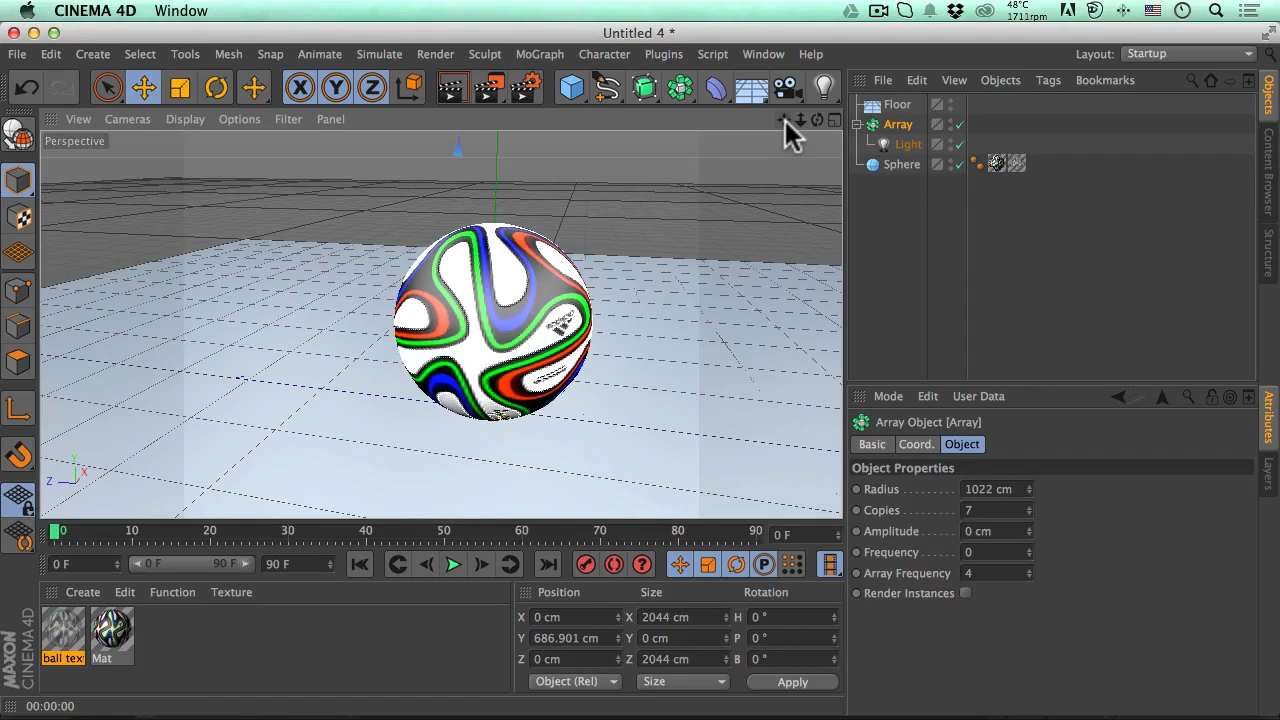 CINEMA 4D Window
48°C
1711rpm
Untitled 4 *
File Edit Create Select Tools Mesh Snap Animate Simulate Render Sculpt MoGraph Character Plugins Script Window Help
Layout: Startup
X Y Z
File Edit View Objects Tags Bookmarks
View Cameras Display Options Filter Panel
Perspective
Floor
Array
Light
Sphere
Objects
Content Browser
Structure
Y
X
Z
Mode Edit User Data
Array Object [Array]
Basic Coord. Object
Object Properties
Radius 1022 cm
Copies 7
Amplitude 0 cm
Frequency 0
Array Frequency 4
Render Instances
Attributes
Layers
0 10 20 30 40 50 60 70 80 90
0 F
0 F 0 F 90 F 90 F
P
Create Edit Function Texture
ball tex
Mat
Position Size Rotation
X 0 cm X 2044 cm H 0 °
Y 686.901 cm Y 0 cm P 0 °
Z 0 cm Z 2044 cm B 0 °
Object (Rel) Size Apply
MAXON
CINEMA 4D
00:00:00